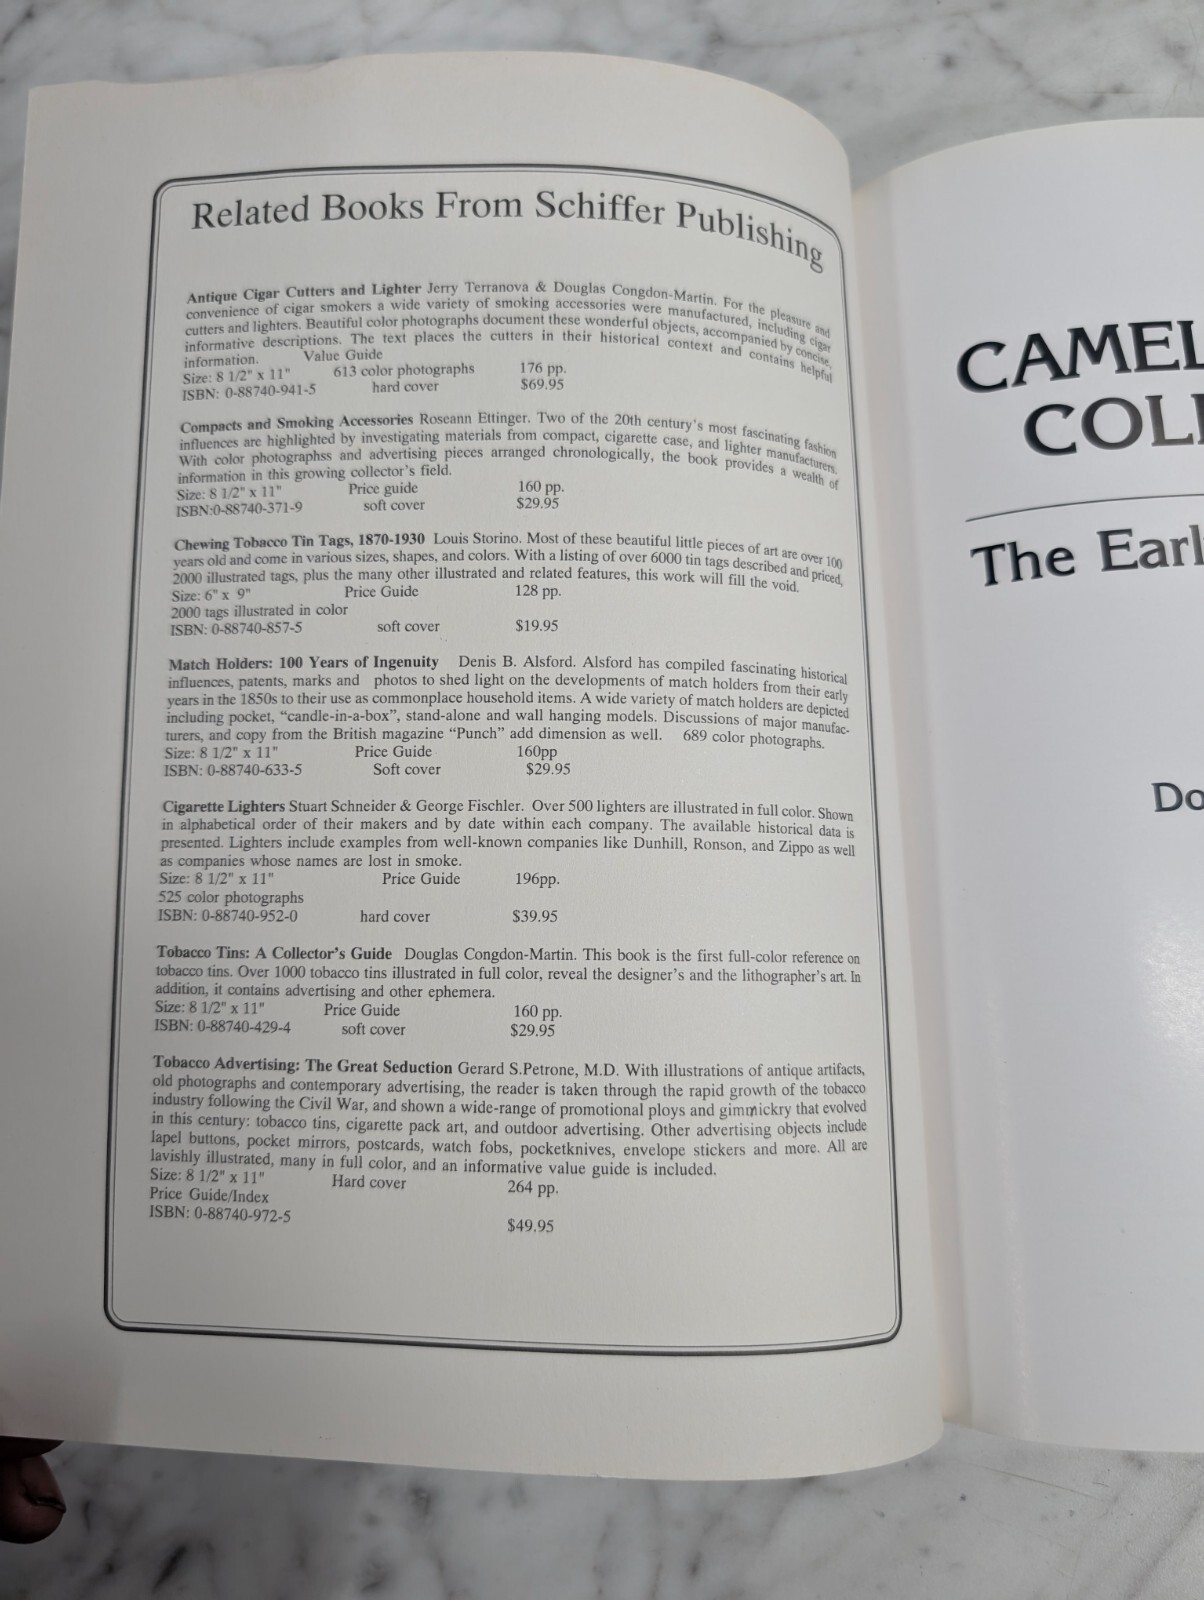 Related Books From Schiffer Publishing
Antique Cigar Cutters and Lighter Jerry Terranova & Douglas Congdon-Martin. For the pleasure and
convenience of cigar smokers a wide variety of smoking accessories were manufactured, including cigar
cutters and lighters. Beautiful color photographs document these wonderful objects, accompanied by concise,
informative descriptions. The text places the cutters in their historical context and contains helpful
information. Value Guide
Size: 8 1/2" x 11" 613 color photographs 176 pp.
ISBN: 0-88740-941-5 hard cover $69.95
Compacts and Smoking Accessories Roseann Ettinger. Two of the 20th century's most fascinating fashion
influences are highlighted by investigating materials from compact, cigarette case, and lighter manufacturers.
With color photographss and advertising pieces arranged chronologically, the book provides a wealth of
information in this growing collector's field.
Size: 8 1/2" x 11" Price guide 160 pp.
ISBN:0-88740-371-9 soft cover $29.95
Chewing Tobacco Tin Tags, 1870-1930 Louis Storino. Most of these beautiful little pieces of art are over 100
years old and come in various sizes, shapes, and colors. With a listing of over 6000 tin tags described and priced,
2000 illustrated tags, plus the many other illustrated and related features, this work will fill the void.
Size: 6" x 9" Price Guide 128 pp.
2000 tags illustrated in color
ISBN: 0-88740-857-5 soft cover $19.95
Match Holders: 100 Years of Ingenuity Denis B. Alsford. Alsford has compiled fascinating historical
influences, patents, marks and photos to shed light on the developments of match holders from their early
years in the 1850s to their use as commonplace household items. A wide variety of match holders are depicted
including pocket, “candle-in-a-box”, stand-alone and wall hanging models. Discussions of major manufac-
turers, and copy from the British magazine “Punch” add dimension as well. 689 color photographs.
Size: 8 1/2" x 11" Price Guide 160pp
ISBN: 0-88740-633-5 Soft cover $29.95
Cigarette Lighters Stuart Schneider & George Fischler. Over 500 lighters are illustrated in full color. Shown
in alphabetical order of their makers and by date within each company. The available historical data is
presented. Lighters include examples from well-known companies like Dunhill, Ronson, and Zippo as well
as companies whose names are lost in smoke.
Size: 8 1/2" x 11" Price Guide 196pp.
525 color photographs
ISBN: 0-88740-952-0 hard cover $39.95
Tobacco Tins: A Collector's Guide Douglas Congdon-Martin. This book is the first full-color reference on
tobacco tins. Over 1000 tobacco tins illustrated in full color, reveal the designer's and the lithographer's art. In
addition, it contains advertising and other ephemera.
Size: 8 1/2" x 11" Price Guide 160 pp.
ISBN: 0-88740-429-4 soft cover $29.95
Tobacco Advertising: The Great Seduction Gerard S.Petrone, M.D. With illustrations of antique artifacts,
old photographs and contemporary advertising, the reader is taken through the rapid growth of the tobacco
industry following the Civil War, and shown a wide-range of promotional ploys and gimmickry that evolved
in this century: tobacco tins, cigarette pack art, and outdoor advertising. Other advertising objects include
lapel buttons, pocket mirrors, postcards, watch fobs, pocketknives, envelope stickers and more. All are
lavishly illustrated, many in full color, and an informative value guide is included.
Size: 8 1/2" x 11" Hard cover 264 pp.
Price Guide/Index
ISBN: 0-88740-972-5
$49.95
CAMEL
COLL
The Earl
Do